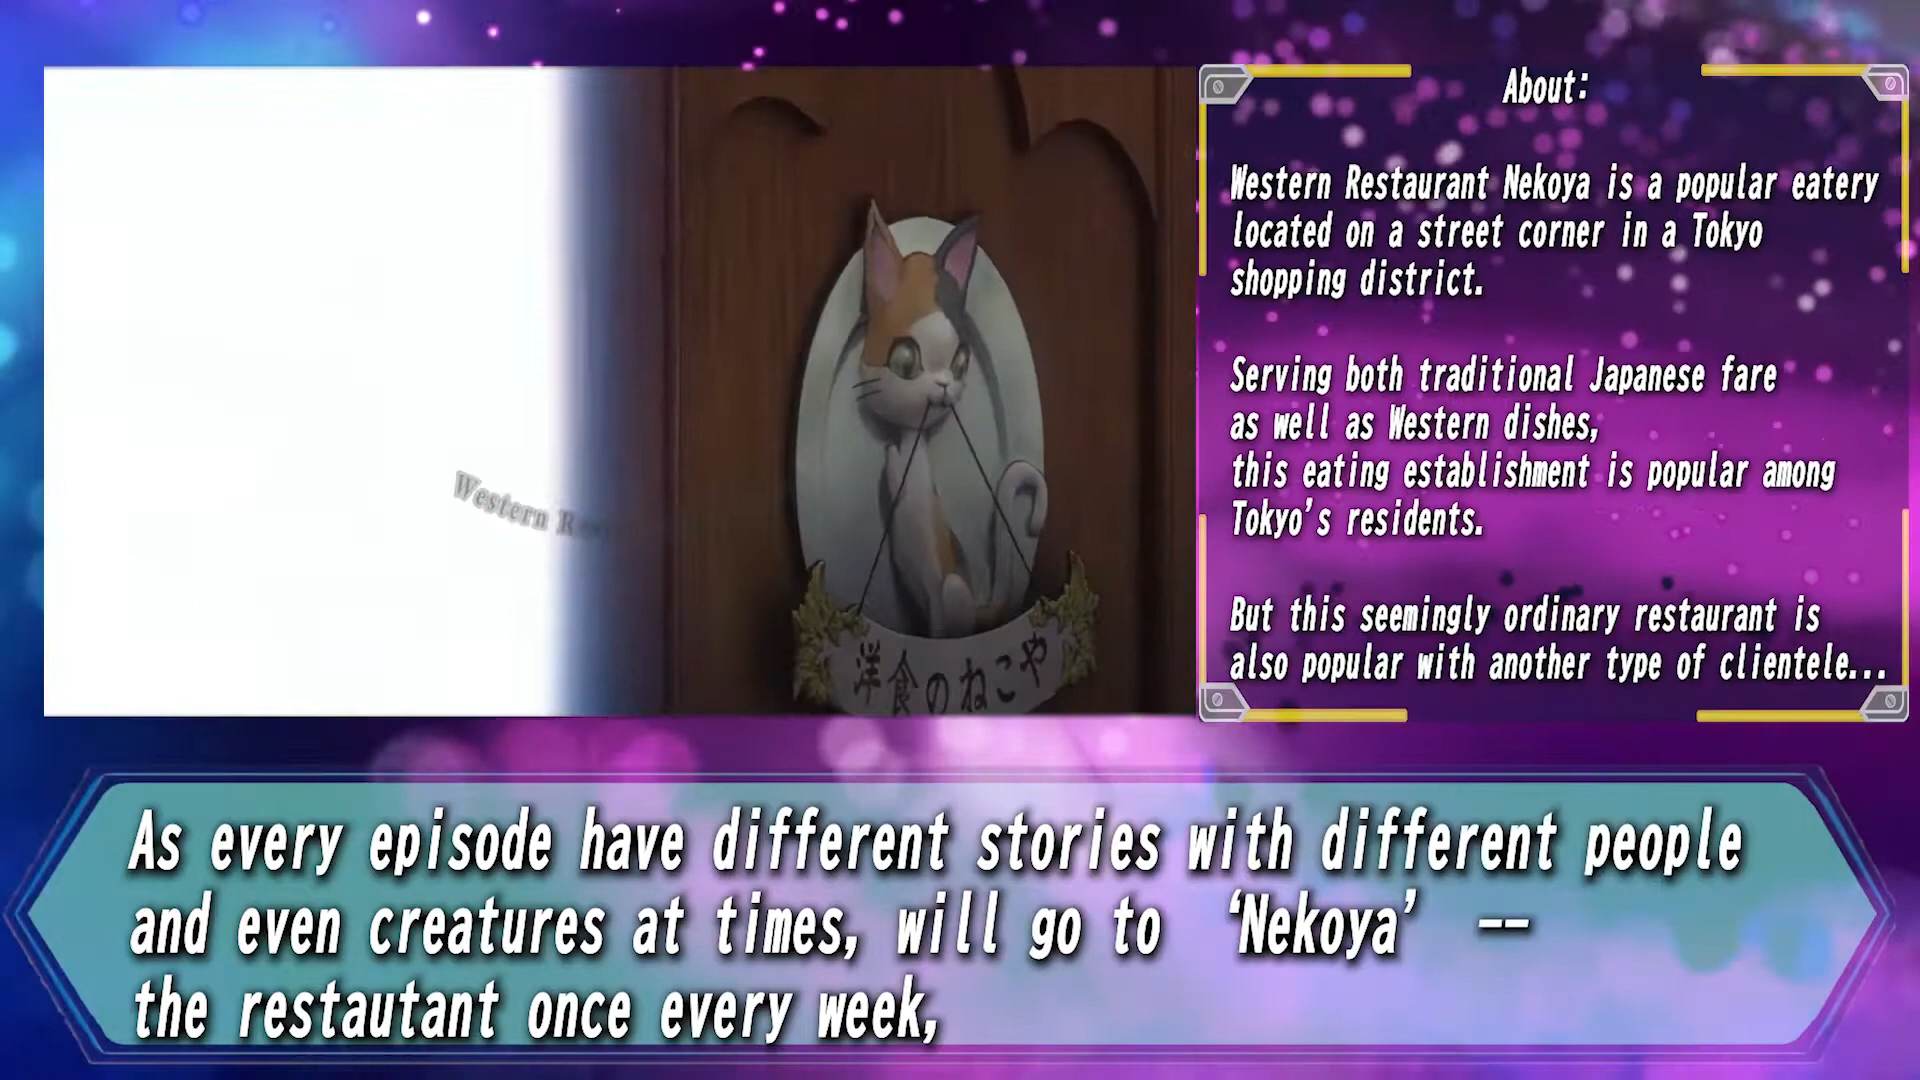 About:
Western Restaurant Nekoya is a popular eatery
located on a street corner in a Tokyo
shopping district.
Serving both traditional Japanese fare
as well as Western dishes,
this eating establishment is popular among
Tokyo's residents.
But this seemingly ordinary restaurant is
also popular with another type of clientele...
Western
洋食のねこや
As every episode have different stories with different people
and even creatures at times, will go to ‘Nekoya’ --
the restautant once every week,